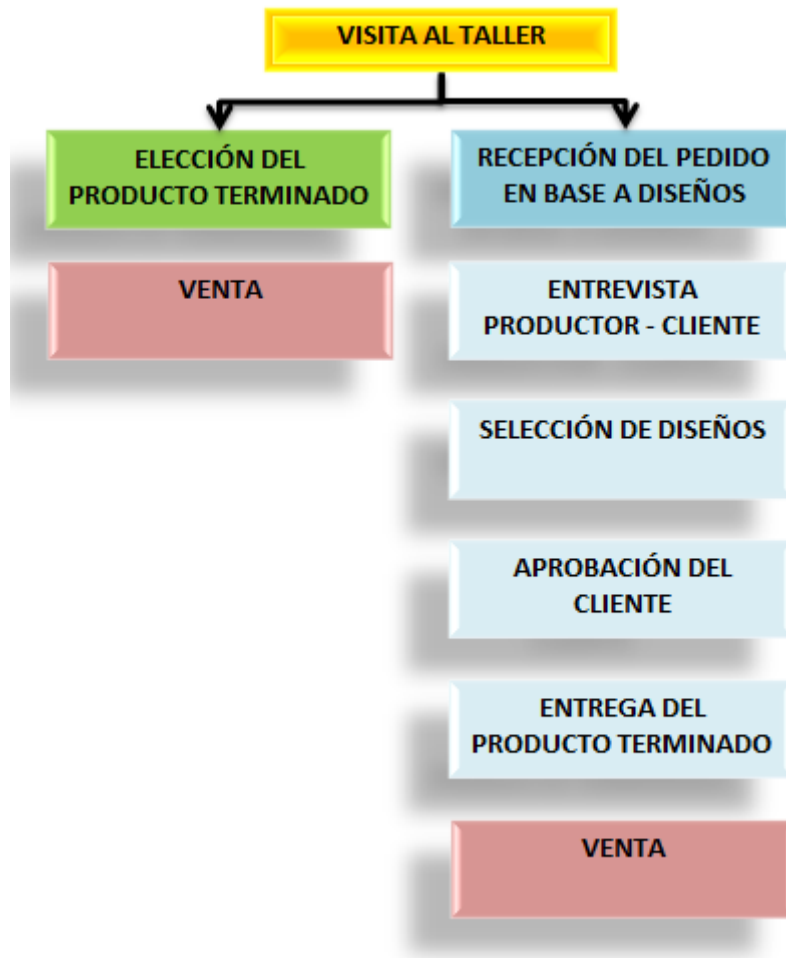 VISITA AL TALLER
ELECCIÓN DEL
PRODUCTO TERMINADO
VENTA
RECEPCIÓN DEL PEDIDO
EN BASE A DISEÑOS
ENTREVISTA
PRODUCTOR - CLIENTE
SELECCIÓN DE DISEÑOS
APROBACIÓN DEL
CLIENTE
ENTREGA DEL
PRODUCTO TERMINADO
VENTA